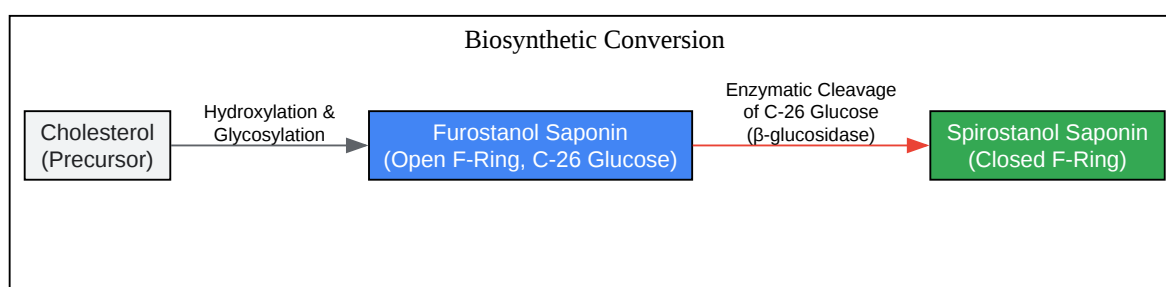 Biosynthetic Conversion
Cholesterol
(Precursor)
Hydroxylation &
Glycosylation
Furostanol Saponin
(Open F-Ring, C-26 Glucose)
Enzymatic Cleavage
of C-26 Glucose
(β-glucosidase)
Spirostanol Saponin
(Closed F-Ring)